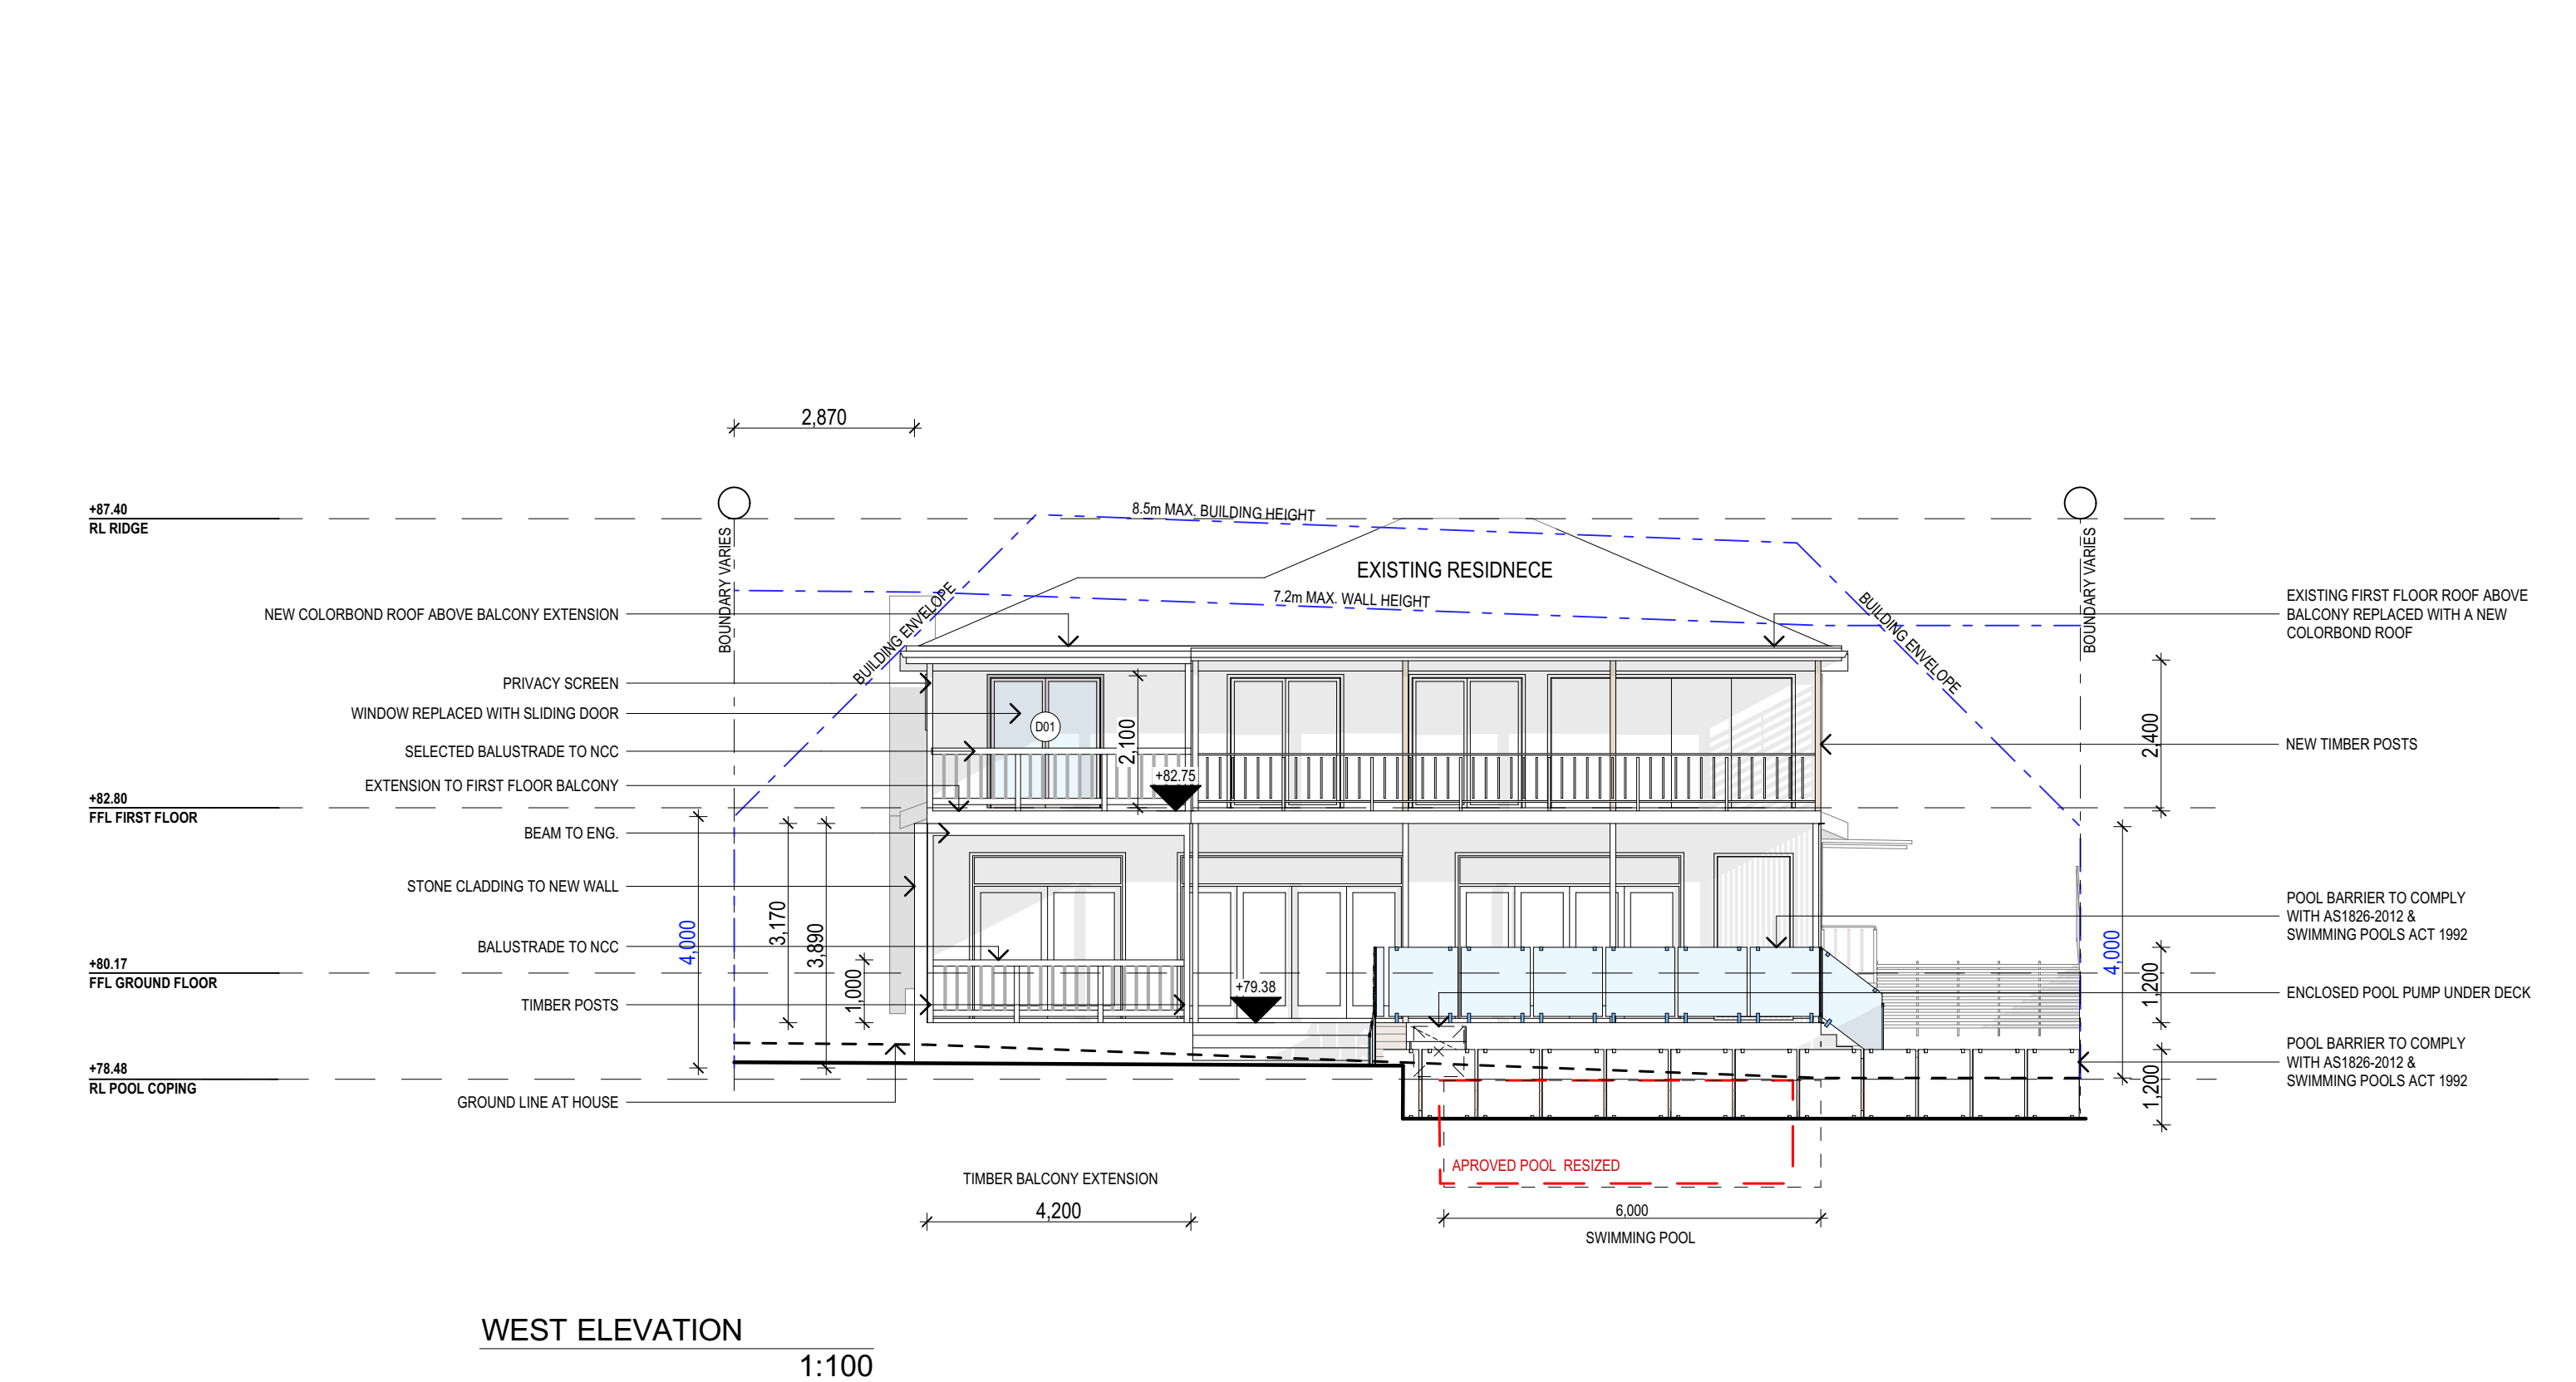 2,870
8.5m MAX. BUILDING HEIGHT
+87.40
RL RIDGE
BOUNDARY VARIES
BOUNDARY VARIES
EXISTING RESIDNECE
7.2m MAX. WALL HEIGHT
BUILDING ENVELOPE
BUILDING ENVELOPE
NEW COLORBOND ROOF ABOVE BALCONY EXTENSION
EXISTING FIRST FLOOR ROOF ABOVE
BALCONY REPLACED WITH A NEW
COLORBOND ROOF
PRIVACY SCREEN
WINDOW REPLACED WITH SLIDING DOOR
D01
2,100
2,400
SELECTED BALUSTRADE TO NCC
NEW TIMBER POSTS
+82.75
EXTENSION TO FIRST FLOOR BALCONY
+82.80
FFL FIRST FLOOR
BEAM TO ENG.
STONE CLADDING TO NEW WALL
4,000
3,170
3,890
1,000
BALUSTRADE TO NCC
POOL BARRIER TO COMPLY
WITH AS1826-2012 &
SWIMMING POOLS ACT 1992
4,000
1,200
+80.17
FFL GROUND FLOOR
+79.38
TIMBER POSTS
ENCLOSED POOL PUMP UNDER DECK
+78.48
RL POOL COPING
POOL BARRIER TO COMPLY
WITH AS1826-2012 &
SWIMMING POOLS ACT 1992
1,200
GROUND LINE AT HOUSE
APROVED POOL RESIZED
TIMBER BALCONY EXTENSION
4,200
6,000
SWIMMING POOL
WEST ELEVATION
1:100